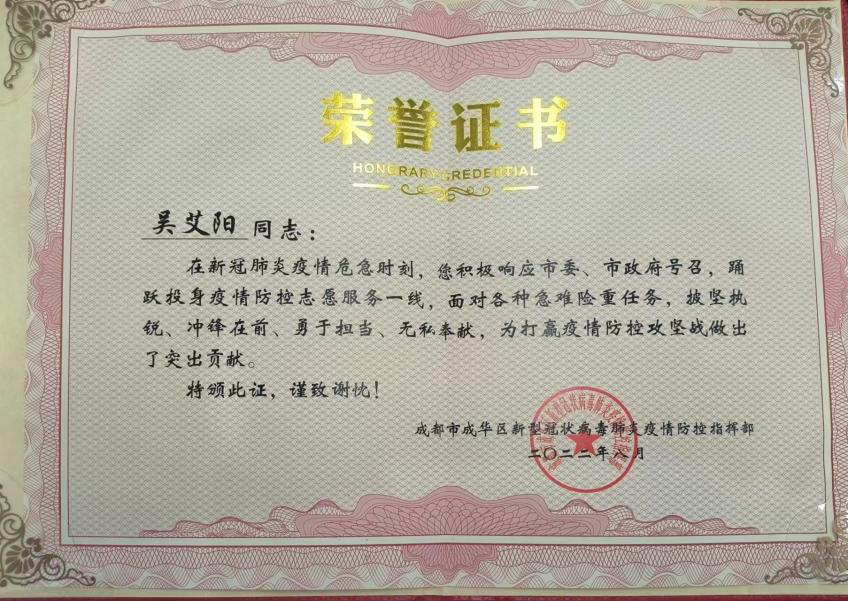 荣誉证书
HONORARY CREDENTIAL
吴艾阳同志：
在新冠肺炎疫情危急时刻，您积极响应市委、市政府号召，踊
跃投身疫情防控志愿服务一线，面对各种急难险重任务，披坚执
锐、冲锋在前、勇于担当、无私奉献，为打赢疫情防控攻坚战做出
了突出贡献。
特颁此证，谨致谢忱！
成都市成华区新型冠状病毒肺炎疫情防控指挥部
二〇二二年八月